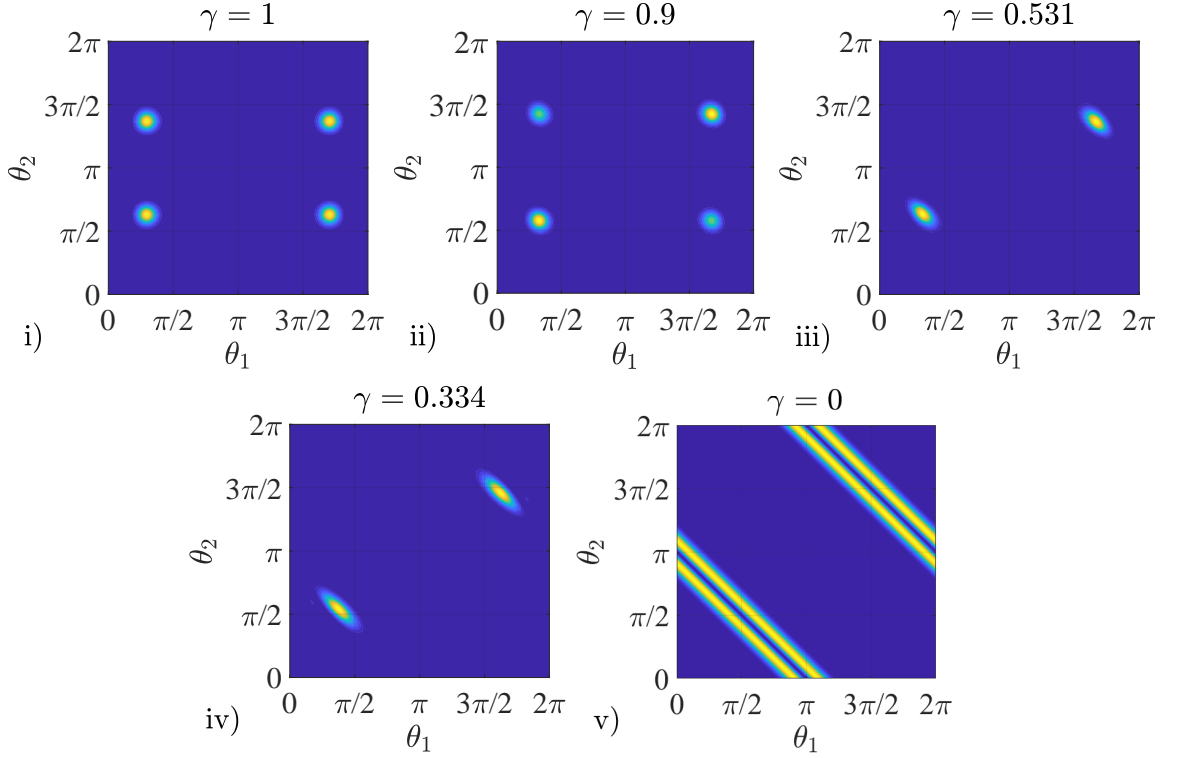 γ = 1
2π
3π/2
π
π/2
0
θ₂
0 π/2 π 3π/2 2π
θ₁
i)
γ = 0.9
2π
3π/2
π
π/2
0
θ₂
0 π/2 π 3π/2 2π
θ₁
ii)
γ = 0.531
2π
3π/2
π
π/2
0
θ₂
0 π/2 π 3π/2 2π
θ₁
iii)
γ = 0.334
2π
3π/2
π
π/2
0
θ₂
0 π/2 π 3π/2 2π
θ₁
iv)
γ = 0
2π
3π/2
π
π/2
0
θ₂
0 π/2 π 3π/2 2π
θ₁
v)